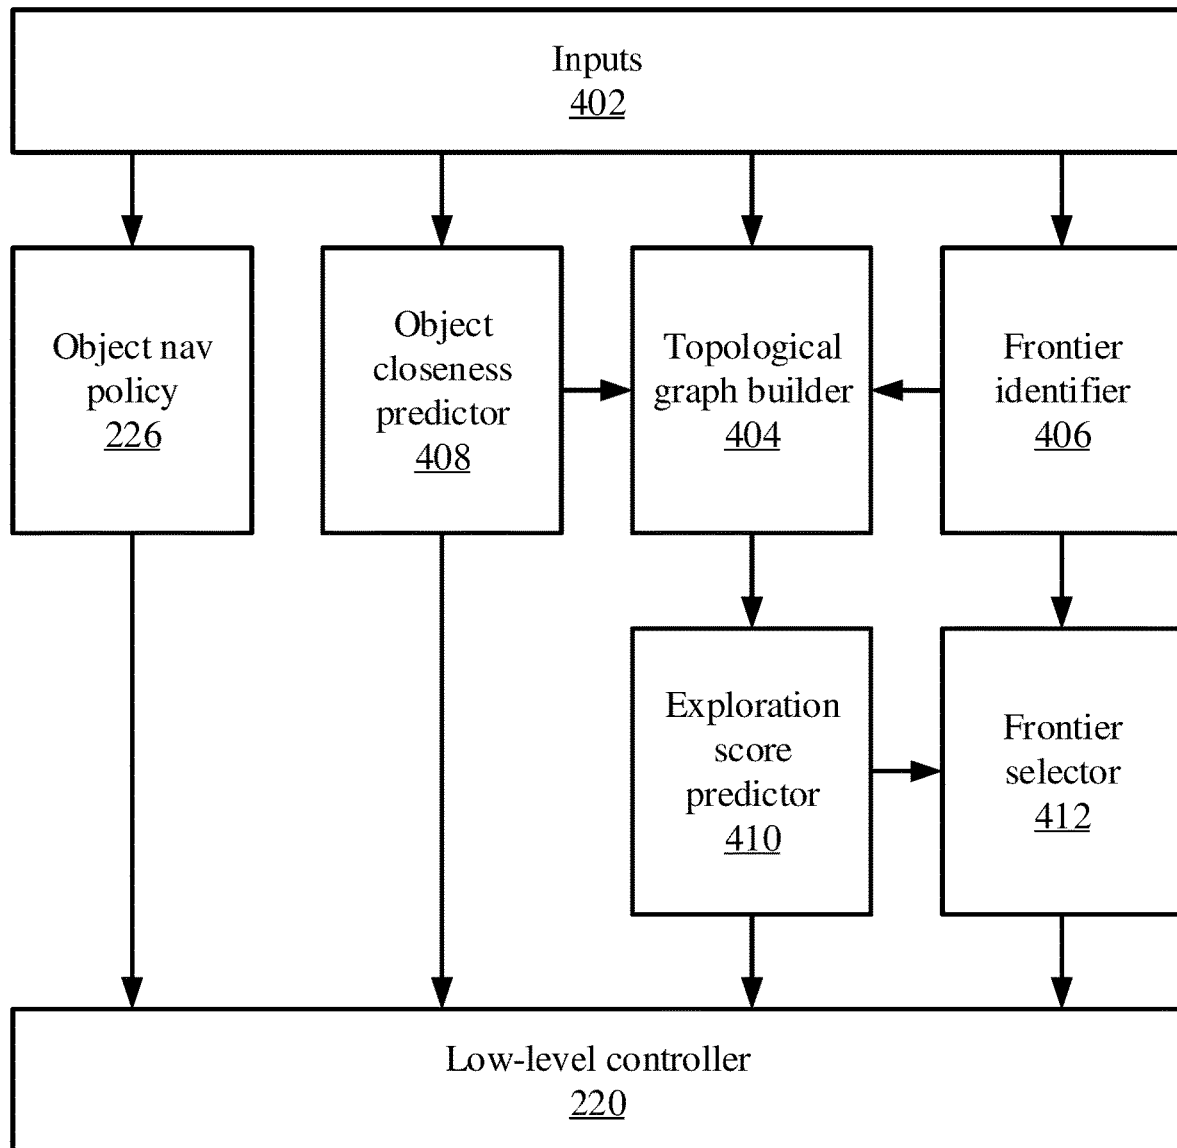 Inputs
402
Object nav
policy
226
Object
closeness
predictor
408
Topological
graph builder
404
Frontier
identifier
406
Exploration
score
predictor
410
Frontier
selector
412
Low-level controller
220